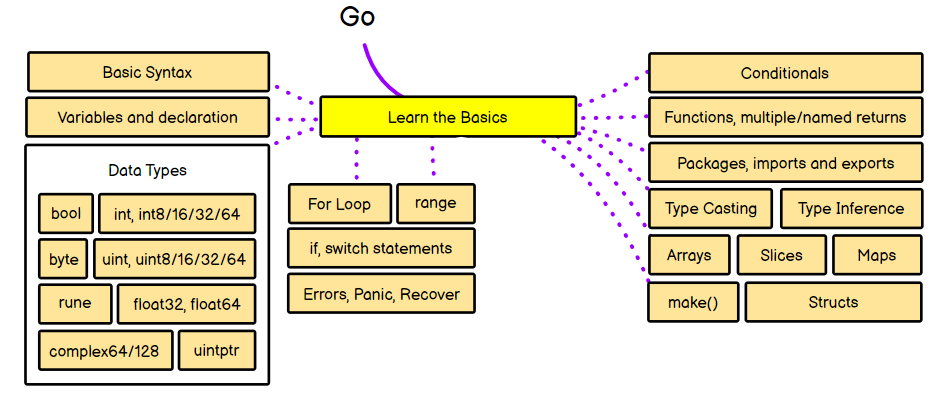 Go
Learn the Basics
Basic Syntax
Variables and declaration
Data Types
bool
int, int8/16/32/64
byte
uint, uint8/16/32/64
rune
float32, float64
complex64/128
uintptr
For Loop
range
if, switch statements
Errors, Panic, Recover
Conditionals
Functions, multiple/named returns
Packages, imports and exports
Type Casting
Type Inference
Arrays
Slices
Maps
make()
Structs